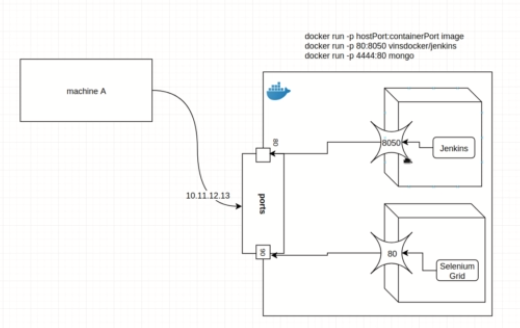 docker run -p hostPort:containerPort image
docker run -p 80:8050 vinsdocker/jenkins
docker run -p 4444:80 mongo
machine A
80
8050
Jenkins
10.11.12.13
ports
90
80
Selenium
Grid